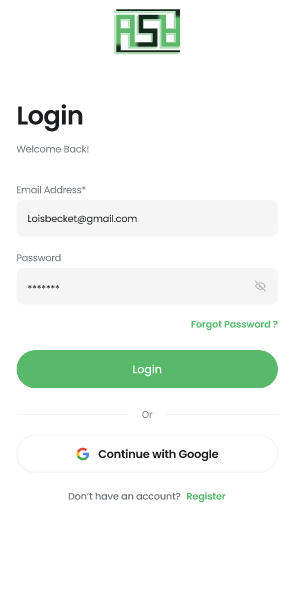 Login
Welcome Back!
Email Address*
Loisbecket@gmail.com
Password
*******
Forgot Password ?
Login
Or
Continue with Google
Don't have an account? Register